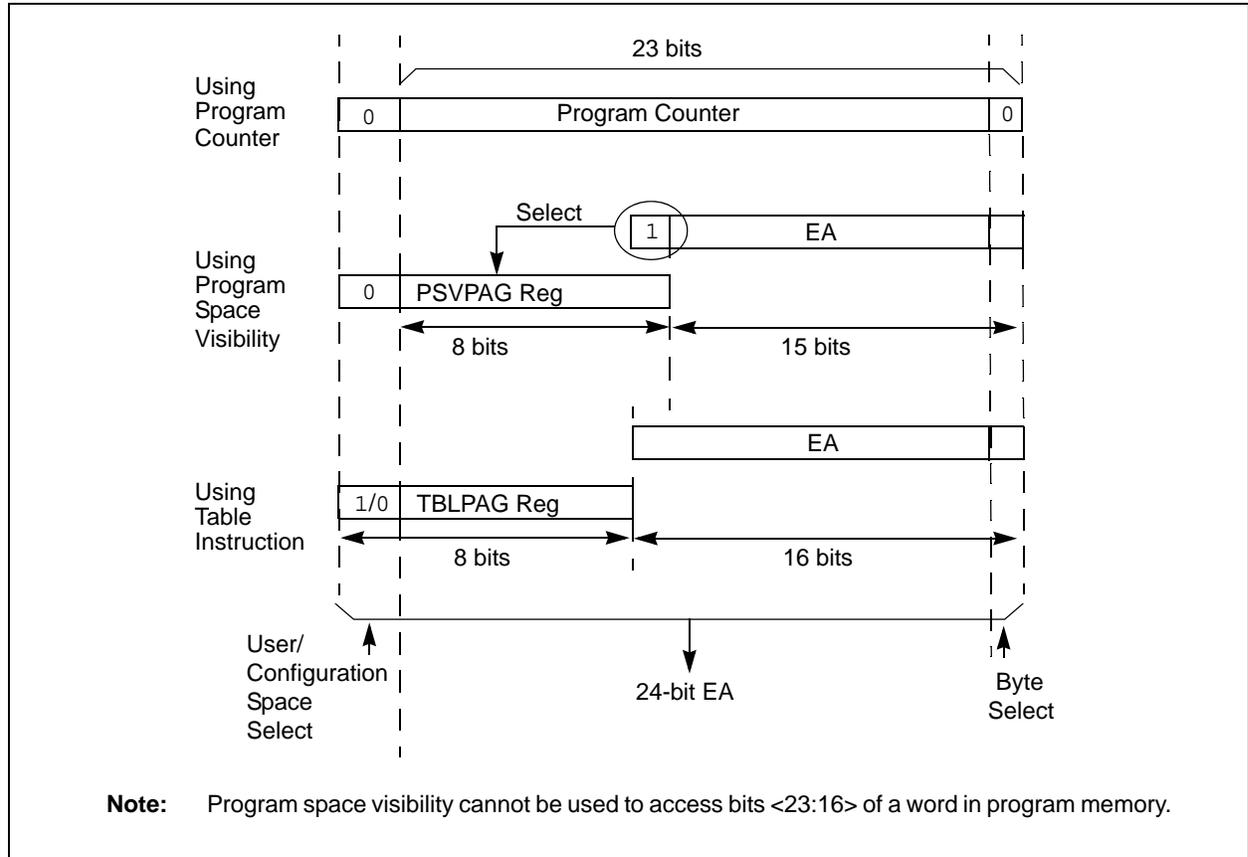 23 bits
Using
Program
Counter
0
Program Counter
0
Select
1
EA
Using
Program
Space
Visibility
0
PSVPAG Reg
8 bits
15 bits
EA
Using
Table
Instruction
1/0
TBLPAG Reg
8 bits
16 bits
User/
Configuration
Space
Select
24-bit EA
Byte
Select
Note: Program space visibility cannot be used to access bits <23:16> of a word in program memory.